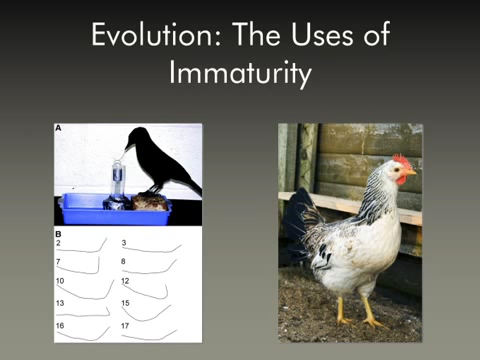 Evolution: The Uses of
Immaturity
A
B
2 3
7 8
10 12
13 15
16 17